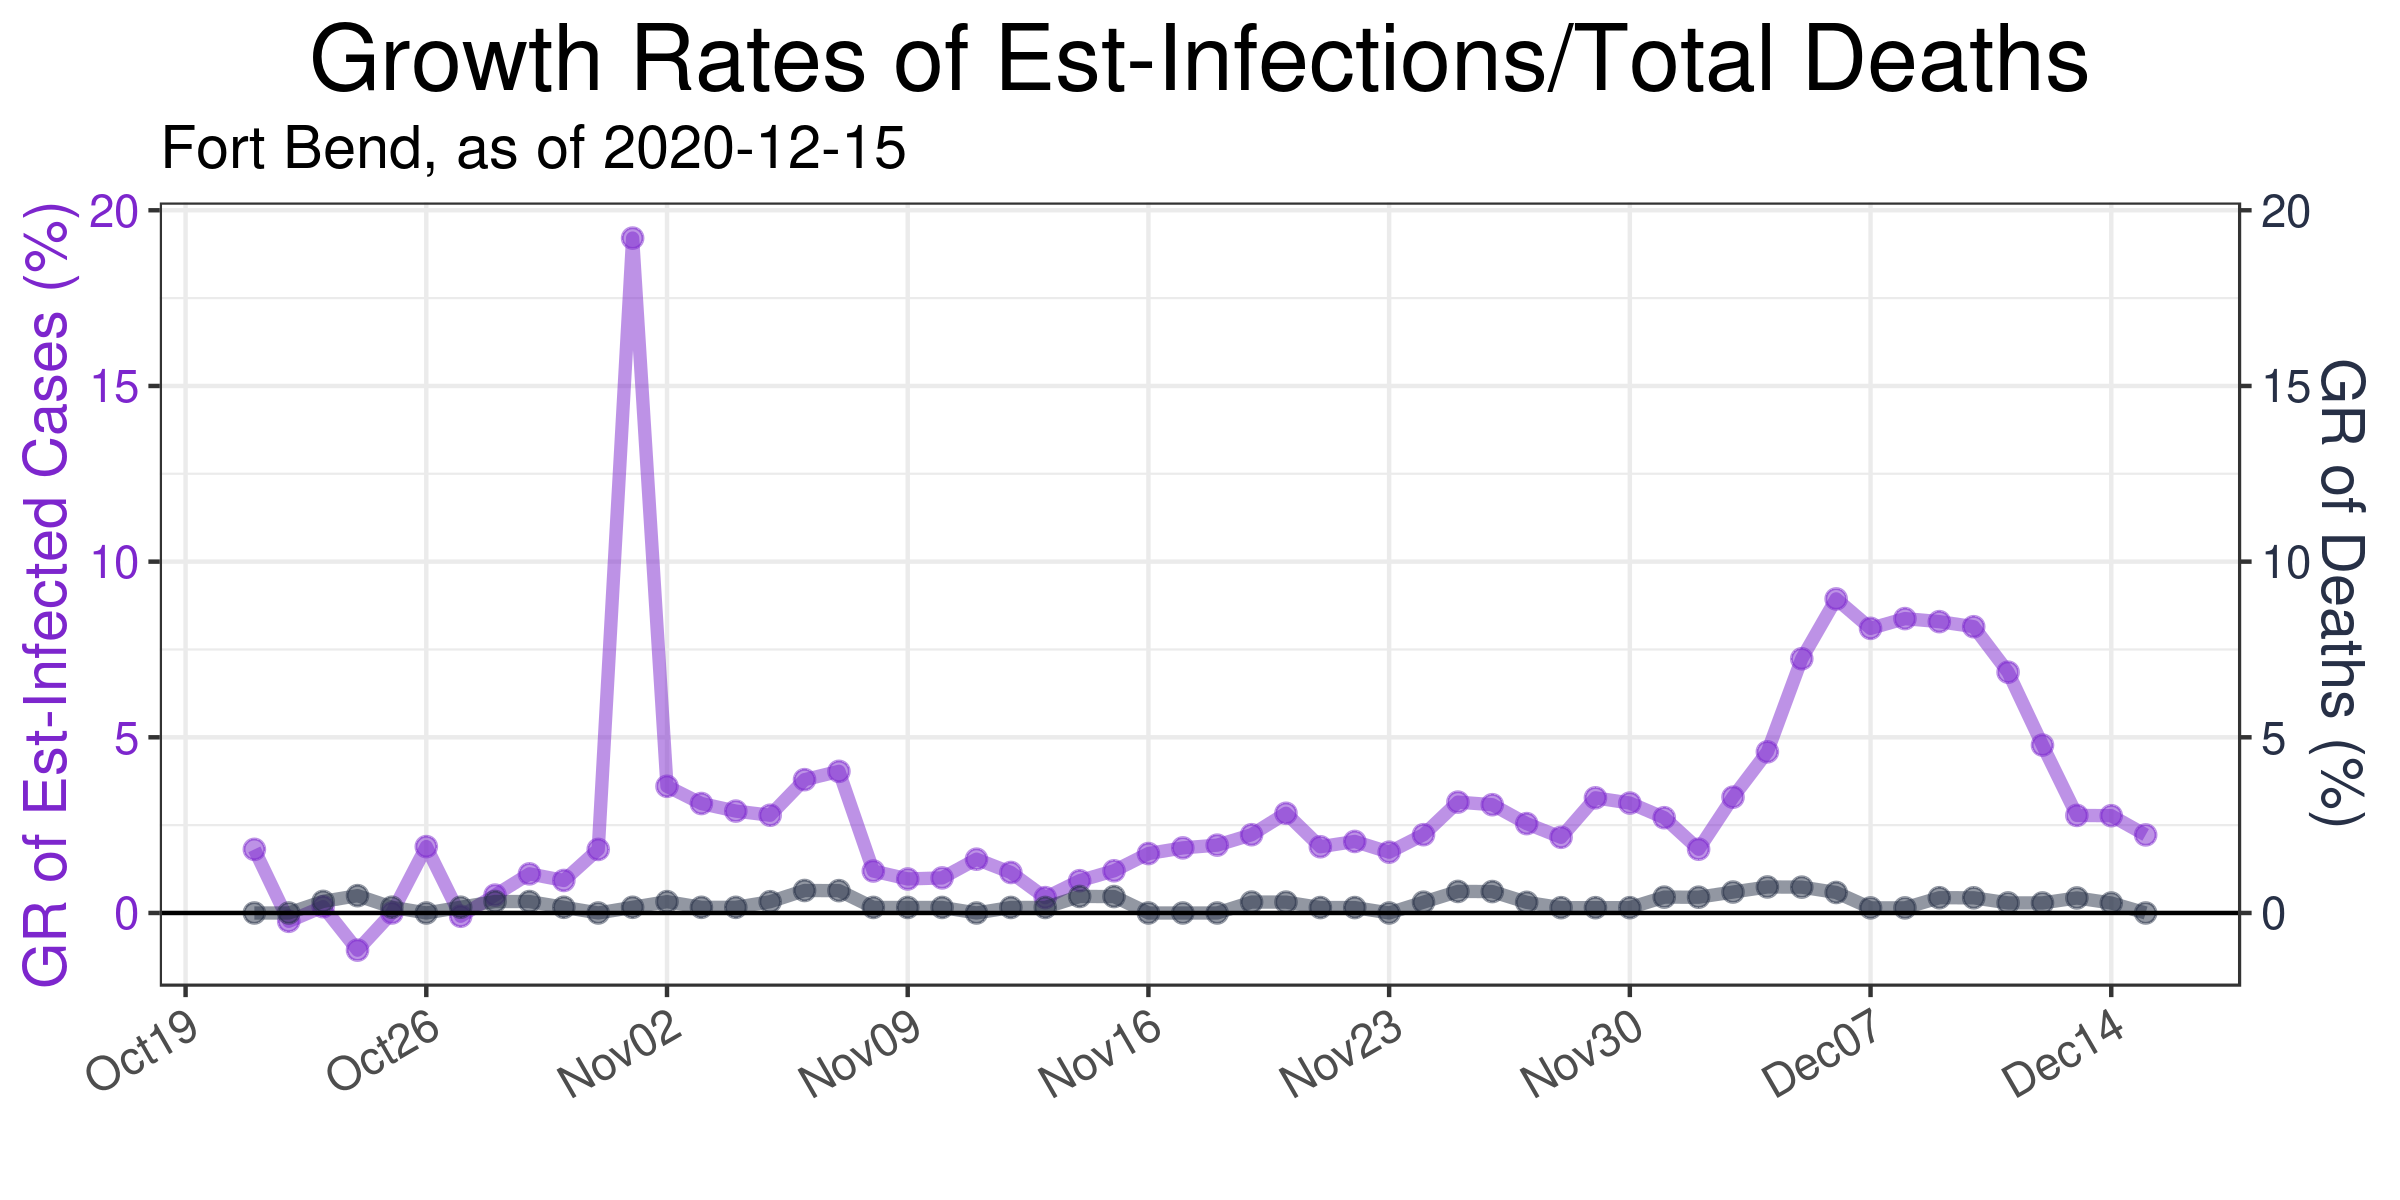 Growth Rates of Est-Infections/Total Deaths
Fort Bend, as of 2020-12-15
GR of Est-Infected Cases (%)
20
15
10
5
0
20
15
10
5
0
GR of Deaths (%)
Oct19
Oct26
Nov02
Nov09
Nov16
Nov23
Nov30
Dec07
Dec14